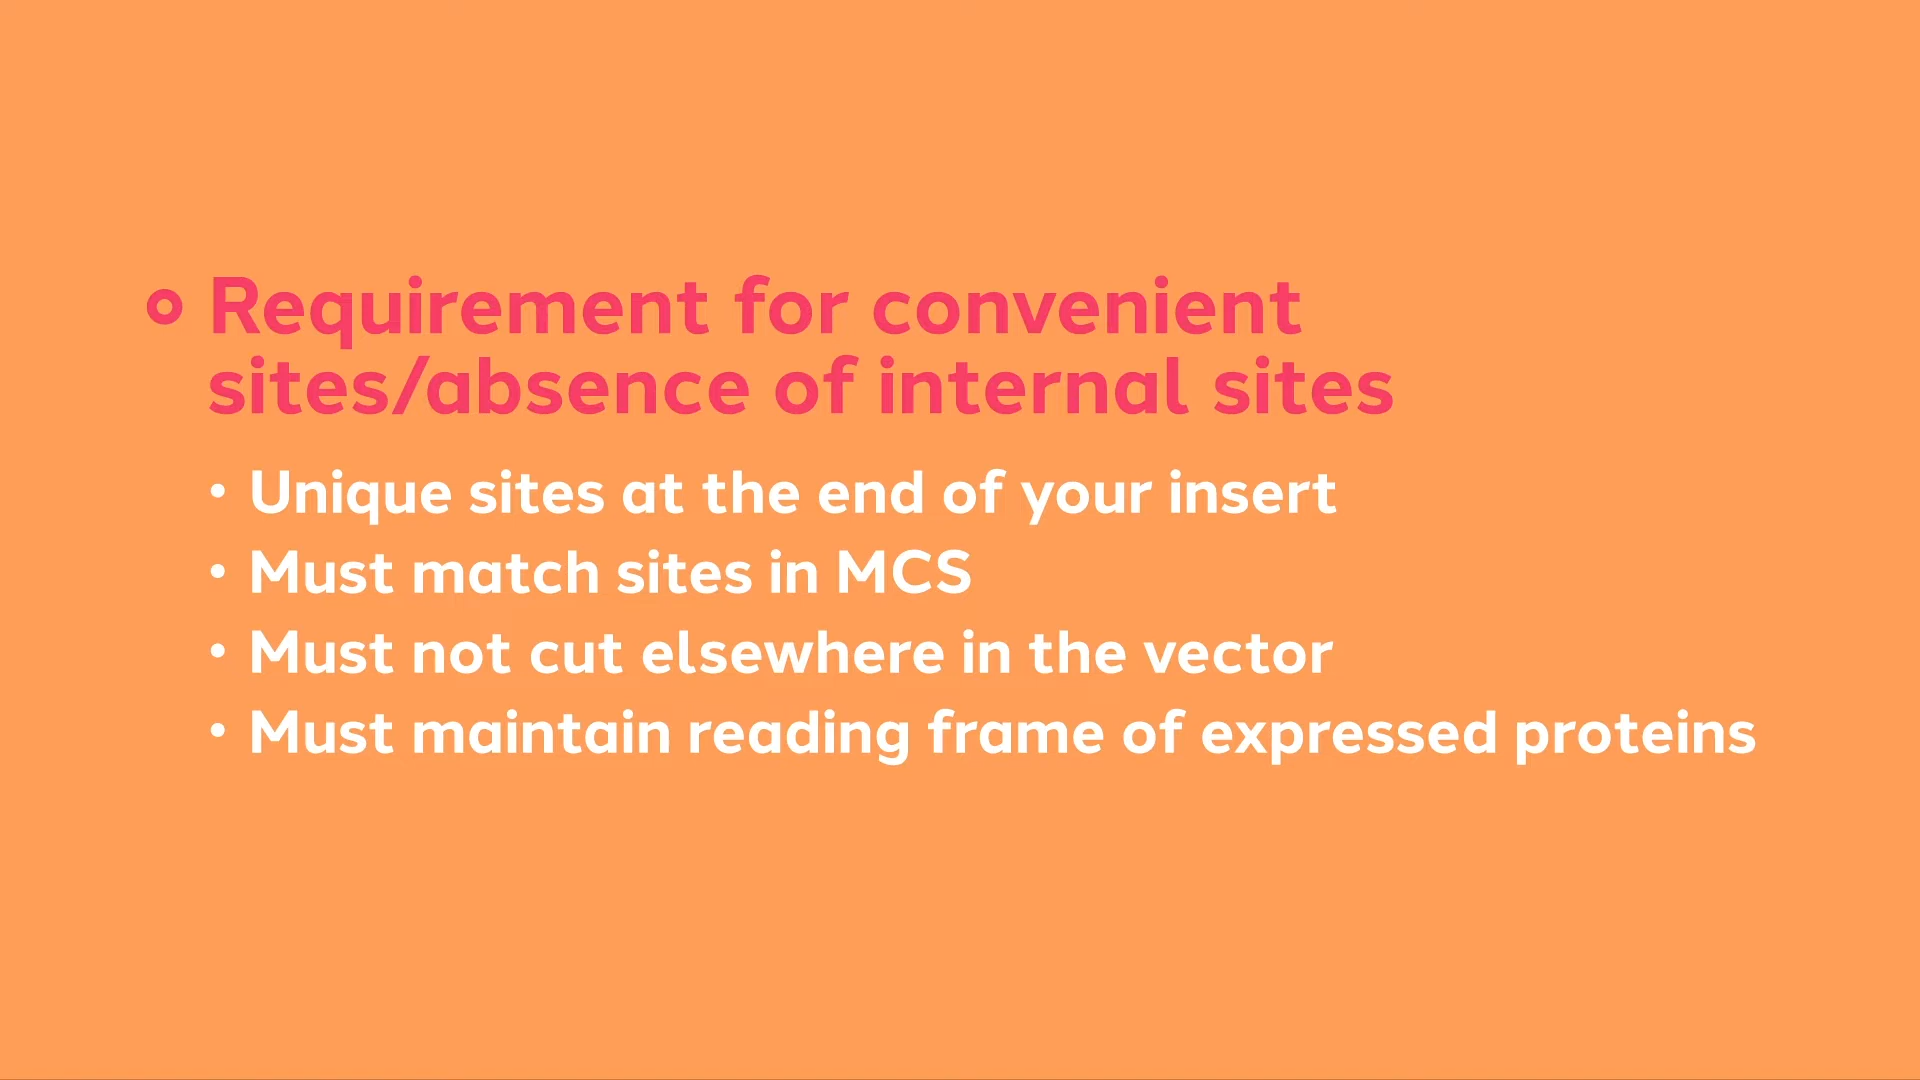 Requirement for convenient
sites/absence of internal sites
• Unique sites at the end of your insert
• Must match sites in MCS
• Must not cut elsewhere in the vector
• Must maintain reading frame of expressed proteins